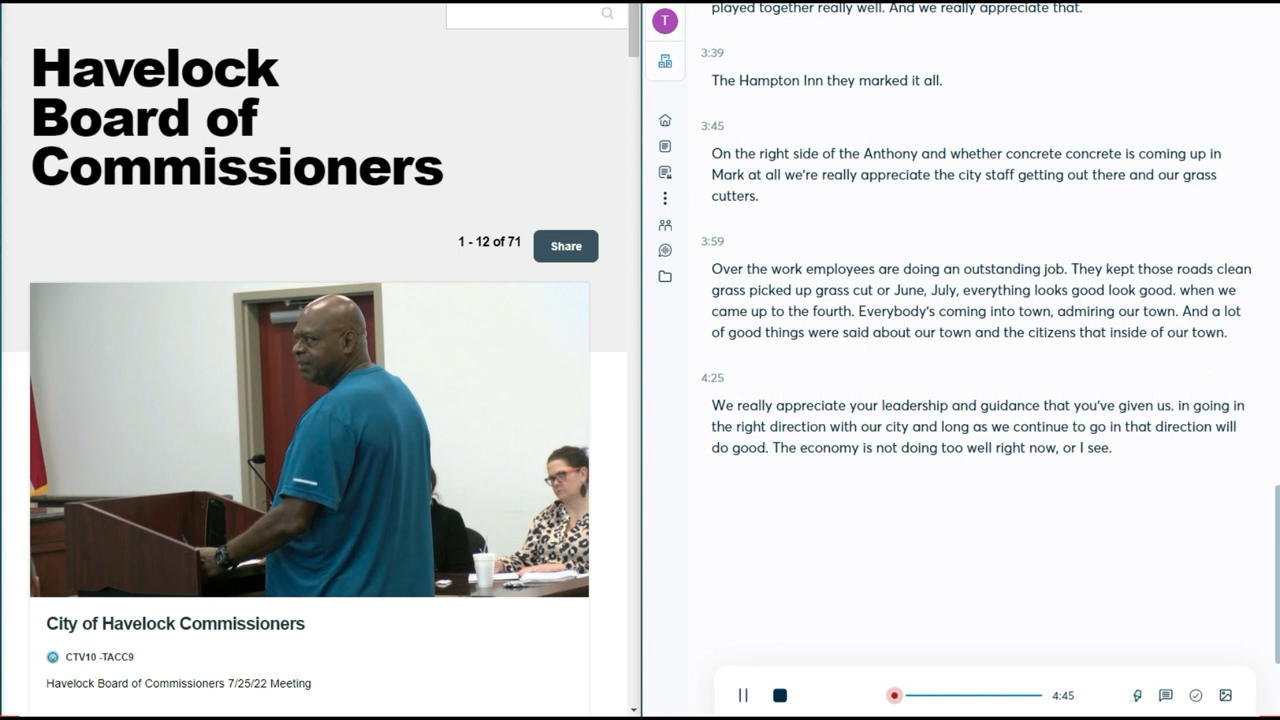 Havelock
Board of
Commissioners
1 - 12 of 71
Share
City of Havelock Commissioners
CTV10 -TACC9
Havelock Board of Commissioners 7/25/22 Meeting
T
played together really well. And we really appreciate that.
3:39
The Hampton Inn they marked it all.
3:45
On the right side of the Anthony and whether concrete concrete is coming up in
Mark at all we're really appreciate the city staff getting out there and our grass
cutters.
3:59
Over the work employees are doing an outstanding job. They kept those roads clean
grass picked up grass cut or June, July, everything looks good look good. when we
came up to the fourth. Everybody's coming into town, admiring our town. And a lot
of good things were said about our town and the citizens that inside of our town.
4:25
We really appreciate your leadership and guidance that you've given us. in going in
the right direction with our city and long as we continue to go in that direction will
do good. The economy is not doing too well right now, or I see.
4:45